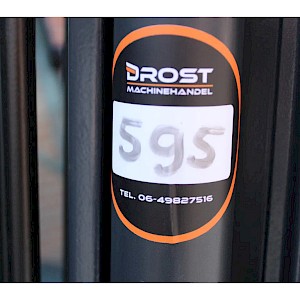 DROST
MACHINEHANDEL
595
TEL. 06-49827516